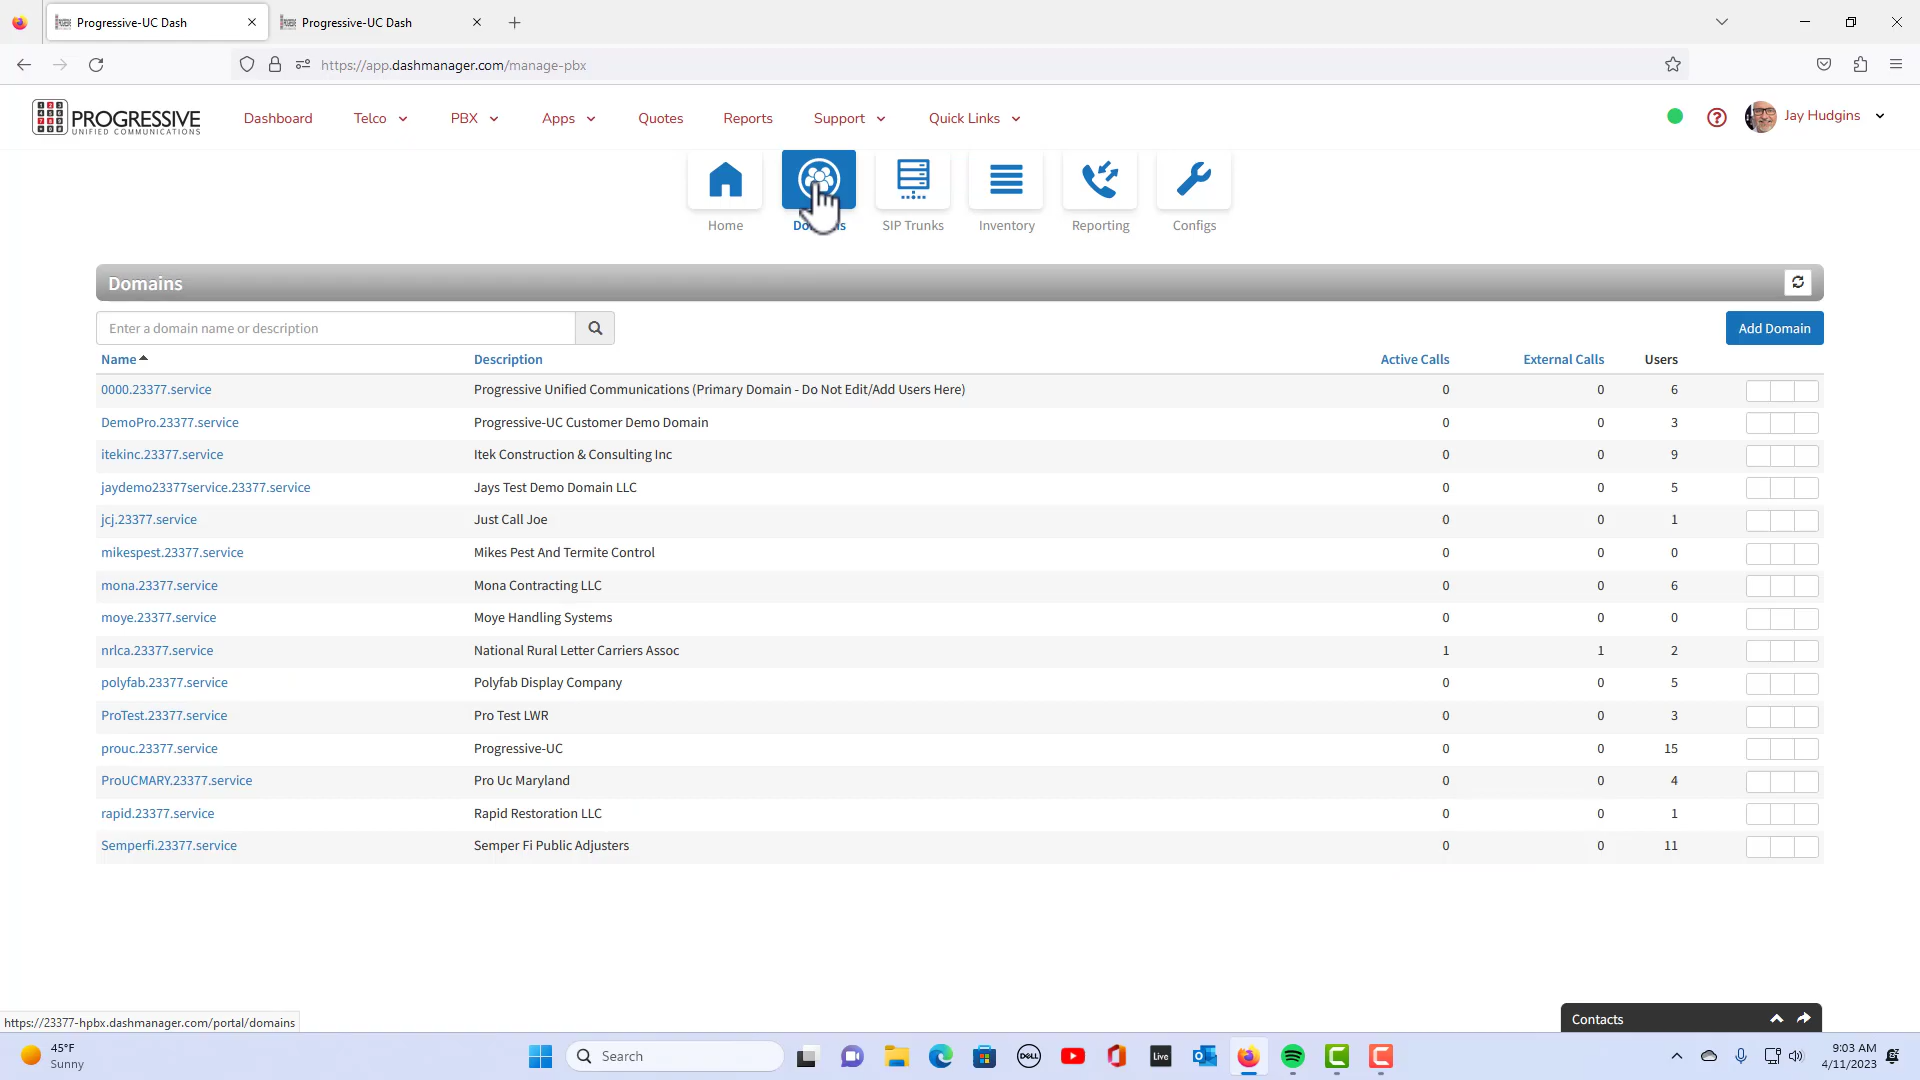 Progressive-UC Dash
Progressive-UC Dash
https://app.dashmanager.com/manage-pbx
PROGRESSIVE
UNIFIED COMMUNICATIONS
Dashboard
Telco
PBX
Apps
Quotes
Reports
Support
Quick Links
Jay Hudgins
Home
SIP Trunks
Inventory
Reporting
Configs
Domains
Enter a domain name or description
Add Domain
Name Description Active Calls External Calls Users
0000.23377.service Progressive Unified Communications (Primary Domain - Do Not Edit/Add Users Here) 0 0 6
DemoPro.23377.service Progressive-UC Customer Demo Domain 0 0 3
itekinc.23377.service Itek Construction & Consulting Inc 0 0 9
jaydemo23377service.23377.service Jays Test Demo Domain LLC 0 0 5
jcj.23377.service Just Call Joe 0 0 1
mikespest.23377.service Mikes Pest And Termite Control 0 0 0
mona.23377.service Mona Contracting LLC 0 0 6
moye.23377.service Moye Handling Systems 0 0 0
nrlca.23377.service National Rural Letter Carriers Assoc 1 1 2
polyfab.23377.service Polyfab Display Company 0 0 5
ProTest.23377.service Pro Test LWR 0 0 3
prouc.23377.service Progressive-UC 0 0 15
ProUCMARY.23377.service Pro Uc Maryland 0 0 4
rapid.23377.service Rapid Restoration LLC 0 0 1
Semperfi.23377.service Semper Fi Public Adjusters 0 0 11
Contacts
https://23377-hpbx.dashmanager.com/portal/domains
45°F
Sunny
Search
DELL
Live
9:03 AM
4/11/2023